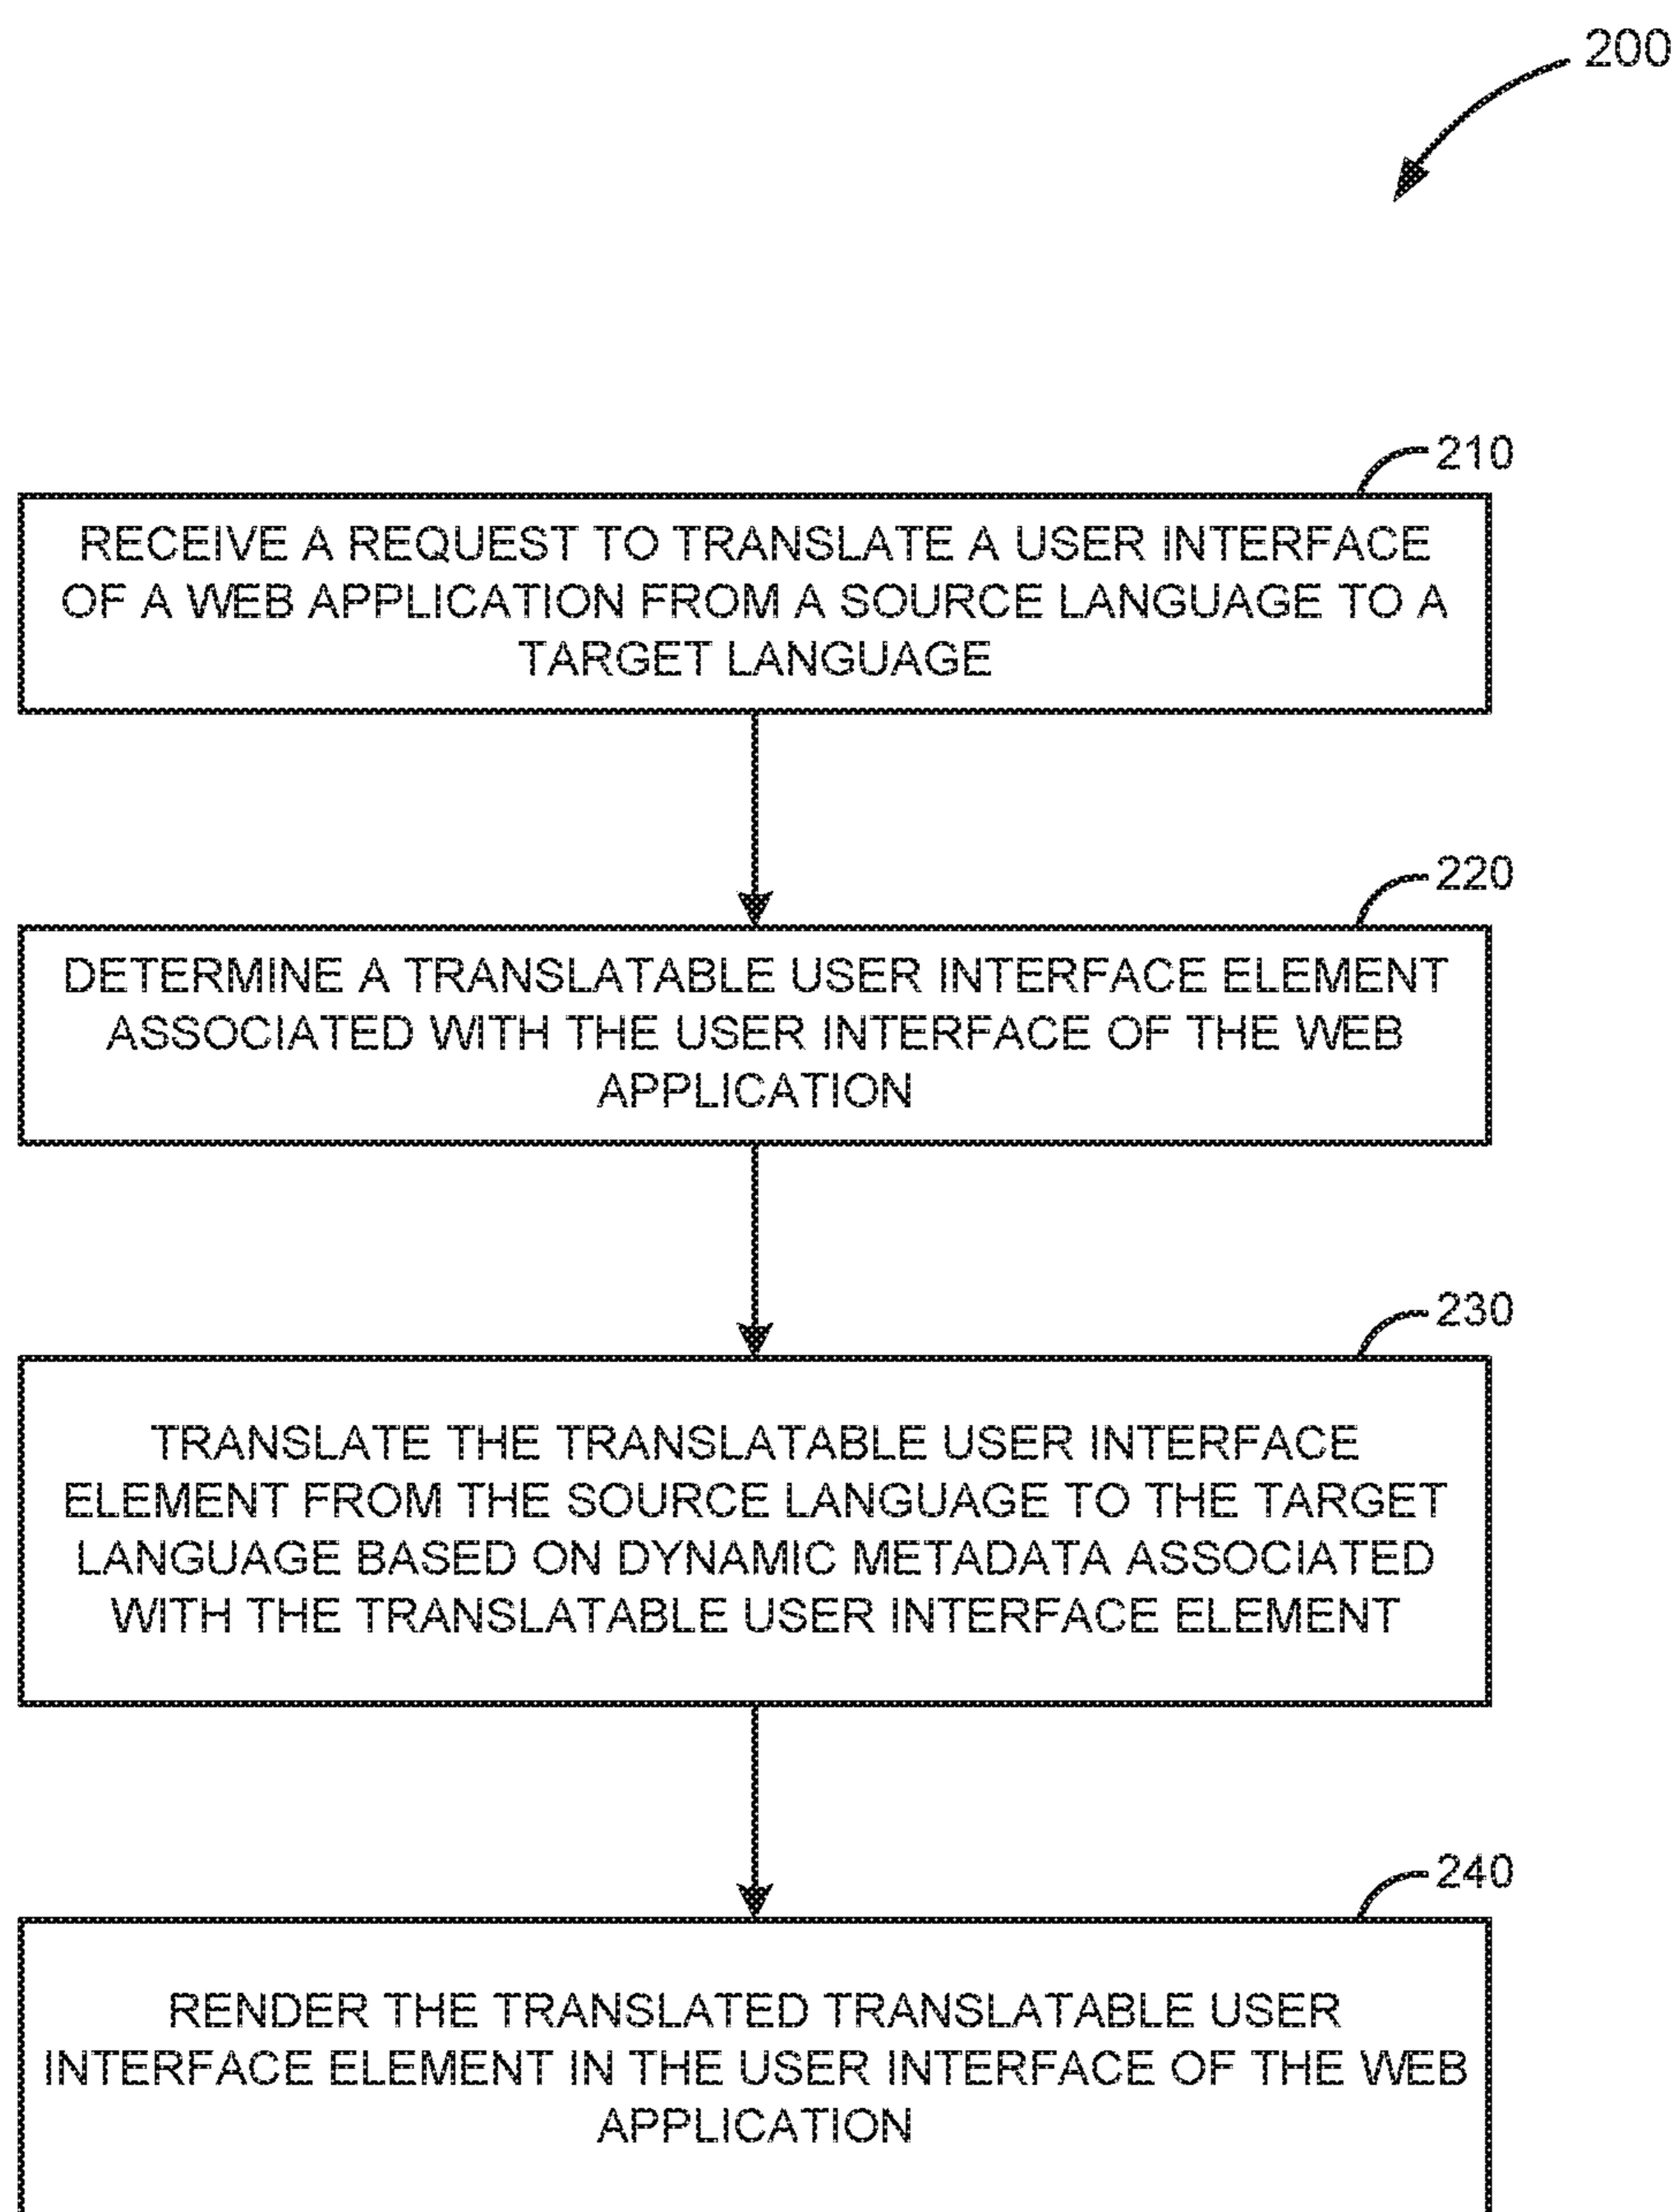 200
210
RECEIVE A REQUEST TO TRANSLATE A USER INTERFACE
OF A WEB APPLICATION FROM A SOURCE LANGUAGE TO A
TARGET LANGUAGE
220
DETERMINE A TRANSLATABLE USER INTERFACE ELEMENT
ASSOCIATED WITH THE USER INTERFACE OF THE WEB
APPLICATION
230
TRANSLATE THE TRANSLATABLE USER INTERFACE
ELEMENT FROM THE SOURCE LANGUAGE TO THE TARGET
LANGUAGE BASED ON DYNAMIC METADATA ASSOCIATED
WITH THE TRANSLATABLE USER INTERFACE ELEMENT
240
RENDER THE TRANSLATED TRANSLATABLE USER
INTERFACE ELEMENT IN THE USER INTERFACE OF THE WEB
APPLICATION